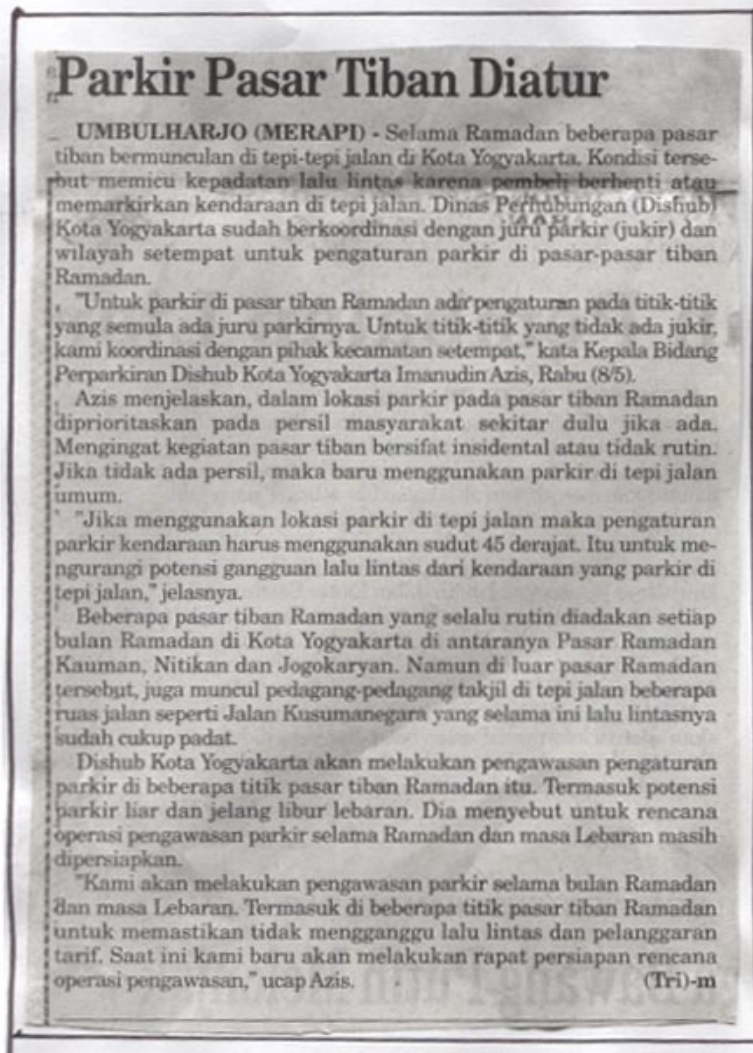 Parkir Pasar Tiban Diatur
UMBULHARJO (MERAPI) - Selama Ramadan beberapa pasar
tiban bermunculan di tepi-tepi jalan di Kota Yogyakarta. Kondisi terse-
but memicu kepadatan lalu lintas karena pembeli berhenti atau
memarkirkan kendaraan di tepi jalan. Dinas Perhubungan (Dishub)
Kota Yogyakarta sudah berkoordinasi dengan juru parkir (jukir) dan
wilayah setempat untuk pengaturan parkir di pasar-pasar tiban
Ramadan.
"Untuk parkir di pasar tiban Ramadan ada pengaturan pada titik-titik
yang semula ada juru parkirnya. Untuk titik-titik yang tidak ada jukir,
kami koordinasi dengan pihak kecamatan setempat," kata Kepala Bidang
Perparkiran Dishub Kota Yogyakarta Imanudin Azis, Rabu (8/5).
Azis menjelaskan, dalam lokasi parkir pada pasar tiban Ramadan
diprioritaskan pada persil masyarakat sekitar dulu jika ada.
Mengingat kegiatan pasar tiban bersifat insidental atau tidak rutin.
Jika tidak ada persil, maka baru menggunakan parkir di tepi jalan
umum.
"Jika menggunakan lokasi parkir di tepi jalan maka pengaturan
parkir kendaraan harus menggunakan sudut 45 derajat. Itu untuk me-
ngurangi potensi gangguan lalu lintas dari kendaraan yang parkir di
tepi jalan," jelasnya.
Beberapa pasar tiban Ramadan yang selalu rutin diadakan setiap
bulan Ramadan di Kota Yogyakarta di antaranya Pasar Ramadan
Kauman, Nitikan dan Jogokaryan. Namun di luar pasar Ramadan
tersebut, juga muncul pedagang-pedagang takjil di tepi jalan beberapa
ruas jalan seperti Jalan Kusumanegara yang selama ini lalu lintasnya
sudah cukup padat.
Dishub Kota Yogyakarta akan melakukan pengawasan pengaturan
parkir di beberapa titik pasar tiban Ramadan itu. Termasuk potensi
parkir liar dan jelang libur lebaran. Dia menyebut untuk rencana
operasi pengawasan parkir selama Ramadan dan masa Lebaran masih
dipersiapkan.
"Kami akan melakukan pengawasan parkir selama bulan Ramadan
dan masa Lebaran. Termasuk di beberapa titik pasar tiban Ramadan
untuk memastikan tidak mengganggu lalu lintas dan pelanggaran
tarif. Saat ini kami baru akan melakukan rapat persiapan rencana
operasi pengawasan," ucap Azis. (Tri)-m